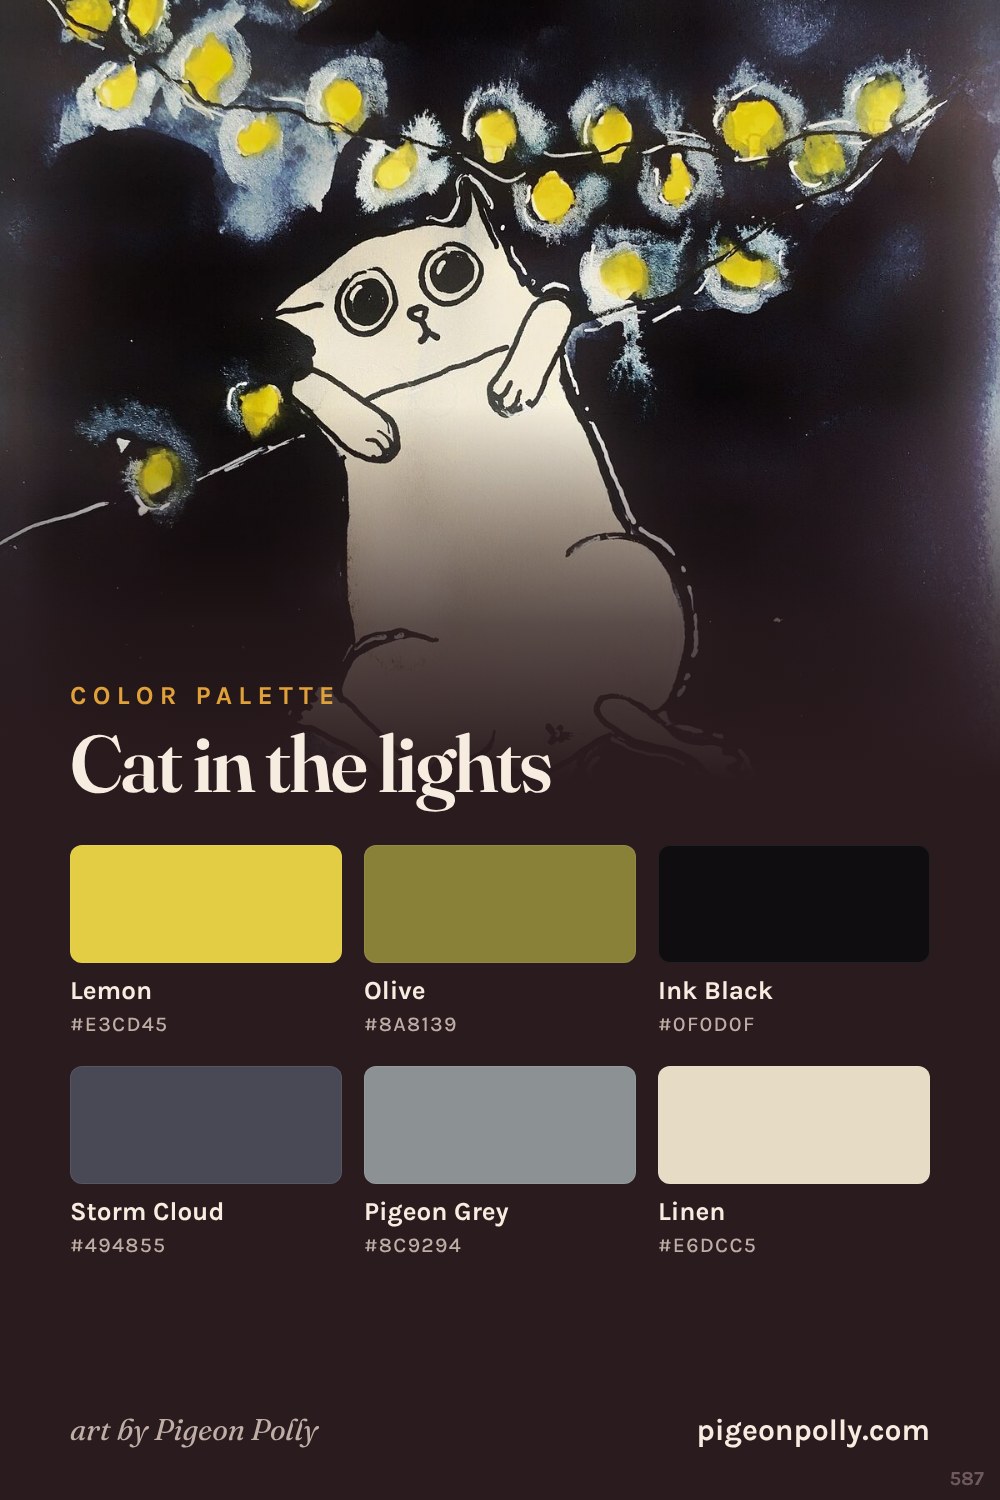 COLOR PALETTE
Cat in the lights
Lemon
#E3CD45
Olive
#8A8139
Ink Black
#0F0D0F
Storm Cloud
#494855
Pigeon Grey
#8C9294
Linen
#E6DCC5
art by Pigeon Polly
pigeonpolly.com
587